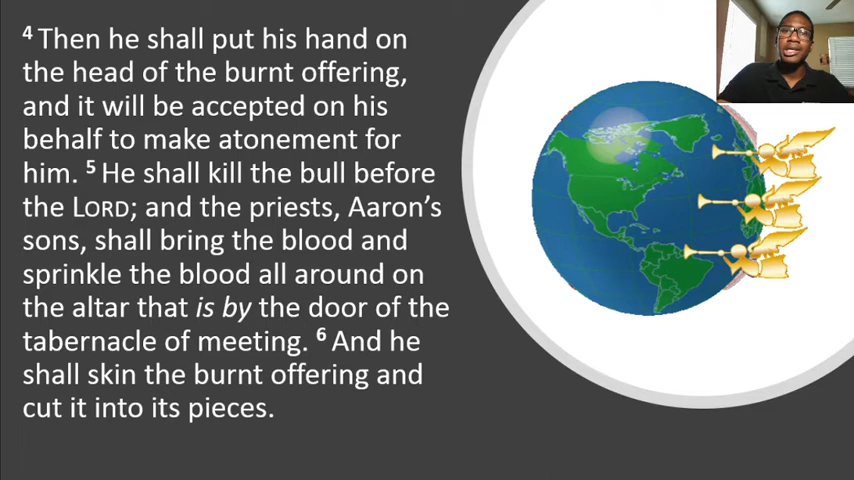 4 Then he shall put his hand on
the head of the burnt offering,
and it will be accepted on his
behalf to make atonement for
him. 5 He shall kill the bull before
the LORD; and the priests, Aaron’s
sons, shall bring the blood and
sprinkle the blood all around on
the altar that is by the door of the
tabernacle of meeting. 6 And he
shall skin the burnt offering and
cut it into its pieces.